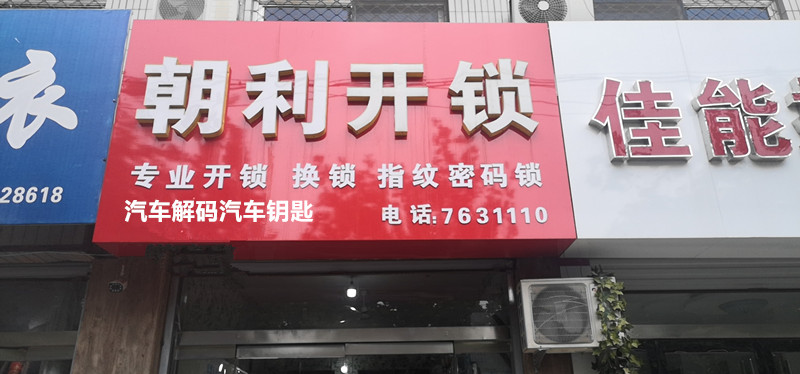 衣
28618
朝利开锁
专业开锁 换锁 指纹密码锁
汽车解码汽车钥匙
电话:7631110
佳能